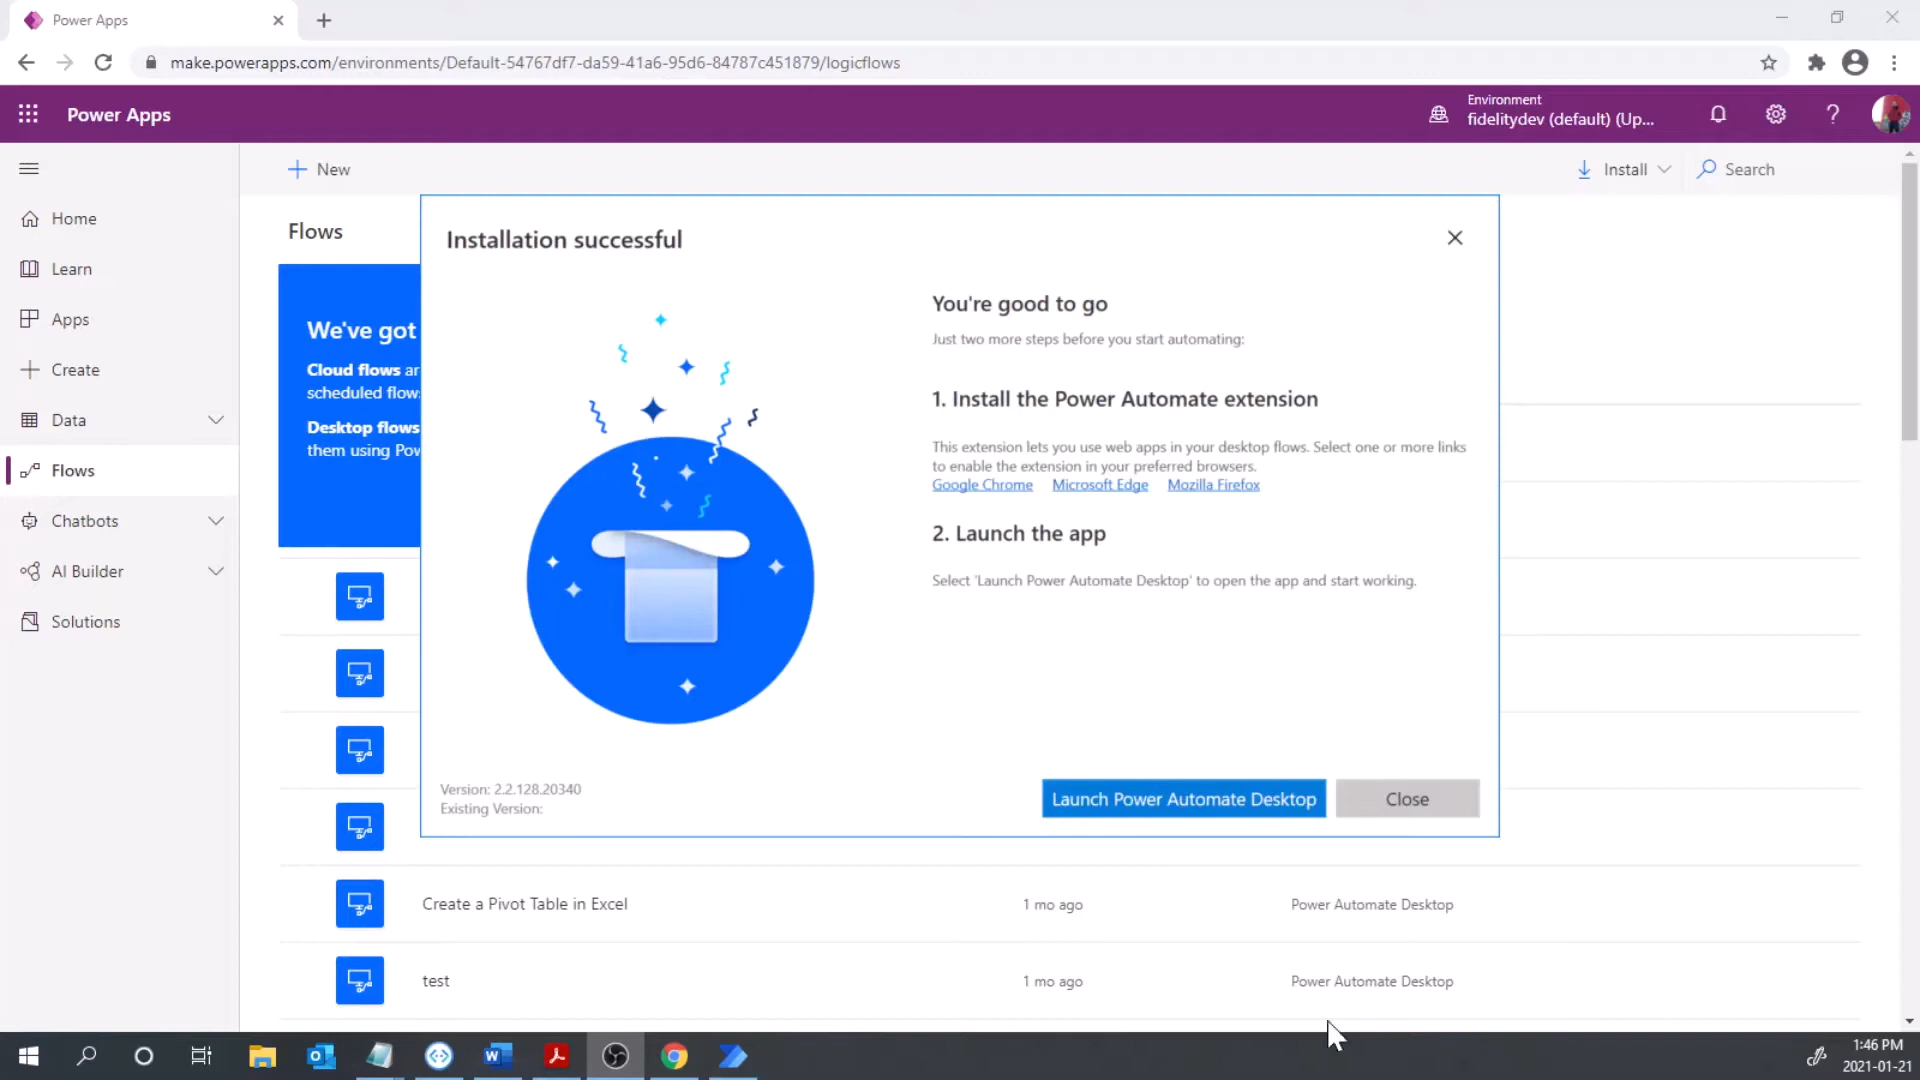 Power Apps
make.powerapps.com/environments/Default-54767df7-da59-41a6-95d6-84787c451879/logicflows
Power Apps
Environment
fidelitydev (default) (Up...
?
New
Install
Search
Home
Learn
Apps
Create
Data
Flows
Chatbots
AI Builder
Solutions
Flows
We've got
Cloud flows ar
scheduled flow
Desktop flows
them using Pov
Installation successful
You're good to go
Just two more steps before you start automating:
1. Install the Power Automate extension
This extension lets you use web apps in your desktop flows. Select one or more links
to enable the extension in your preferred browsers.
Google Chrome Microsoft Edge Mozilla Firefox
2. Launch the app
Select 'Launch Power Automate Desktop' to open the app and start working.
Version: 2.2.128.20340
Existing Version:
Launch Power Automate Desktop
Close
Create a Pivot Table in Excel 1 mo ago Power Automate Desktop
test 1 mo ago Power Automate Desktop
1:46 PM
2021-01-21